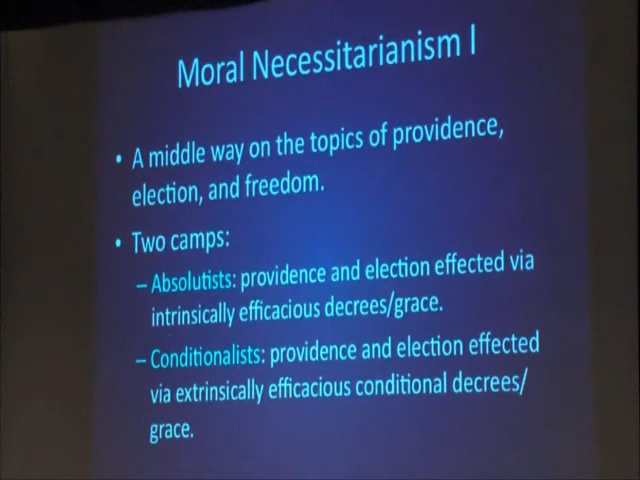 Moral Necessitarianism I
• A middle way on the topics of providence,
election, and freedom.
• Two camps:
– Absolutists: providence and election effected via
intrinsically efficacious decrees/grace.
– Conditionalists: providence and election effected
via extrinsically efficacious conditional decrees/
grace.